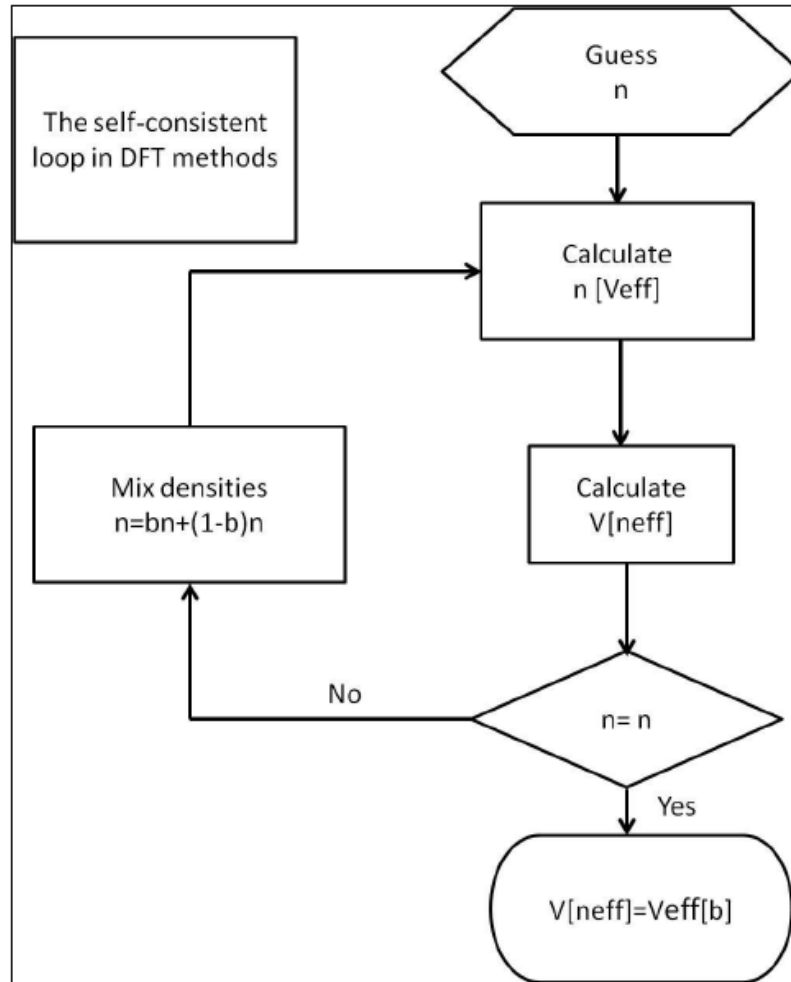 The self-consistent
loop in DFT methods
Guess
n
Calculate
n [Veff]
Calculate
V[neff]
Mix densities
n=bn+(1-b)n
n= n
No
Yes
V[neff]=Veff[b]